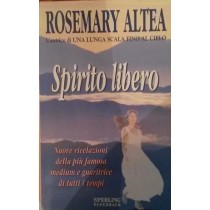 ROSEMARY ALTEA
L'autrice di UNA LUNGA SCALA FINO AL CIELO
Spirito libero
Nuove rivelazioni
della più famosa
medium e guaritrice
di tutti i tempi
SPERLING
PAPERBACK